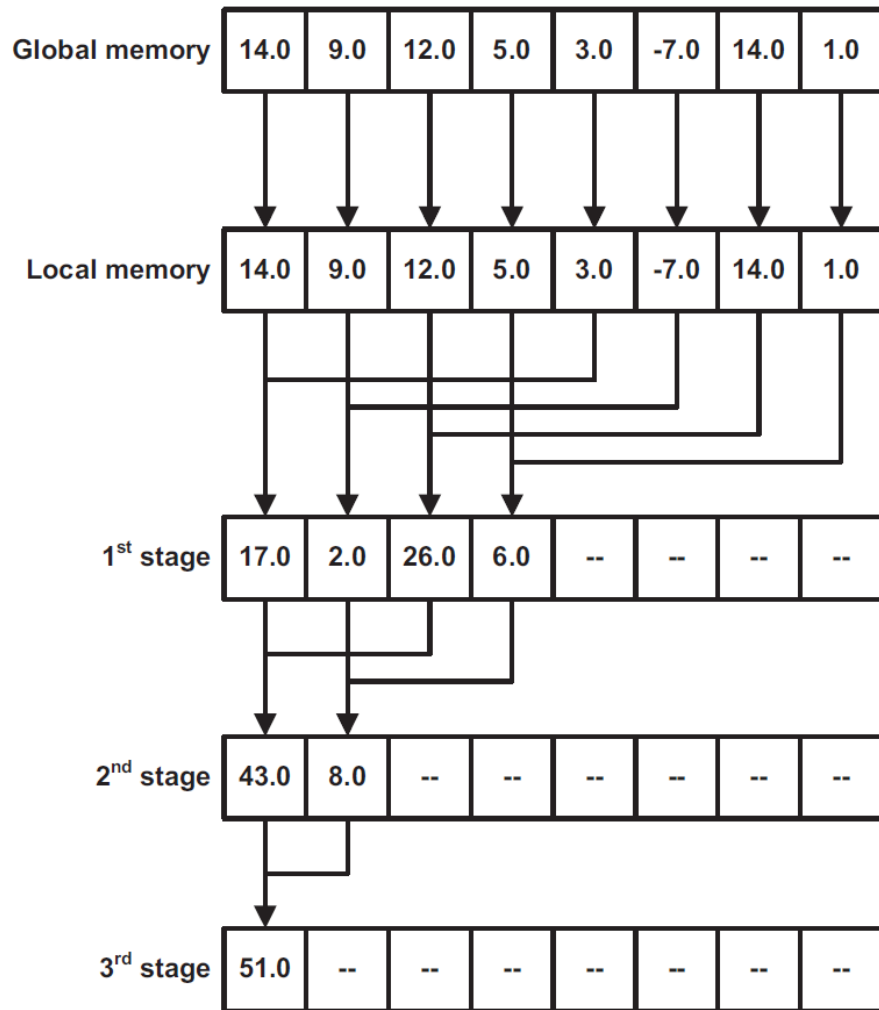 Global memory 14.0 9.0 12.0 5.0 3.0 -7.0 14.0 1.0
Local memory 14.0 9.0 12.0 5.0 3.0 -7.0 14.0 1.0
1st stage 17.0 2.0 26.0 6.0 -- -- -- --
2nd stage 43.0 8.0 -- -- -- -- -- --
3rd stage 51.0 -- -- -- -- -- -- --